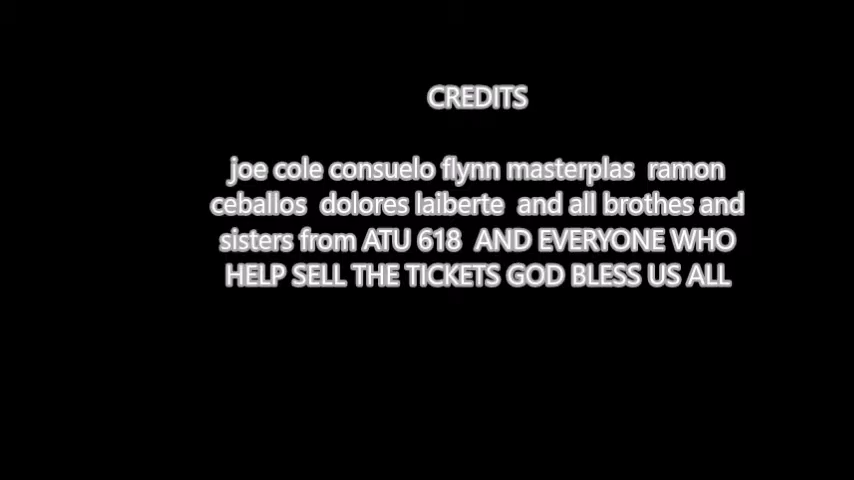 CREDITS
joe cole consuelo flynn masterplas  ramon
ceballos  dolores laiberte  and all brothes and
sisters from ATU 618  AND EVERYONE WHO
HELP SELL THE TICKETS GOD BLESS US ALL